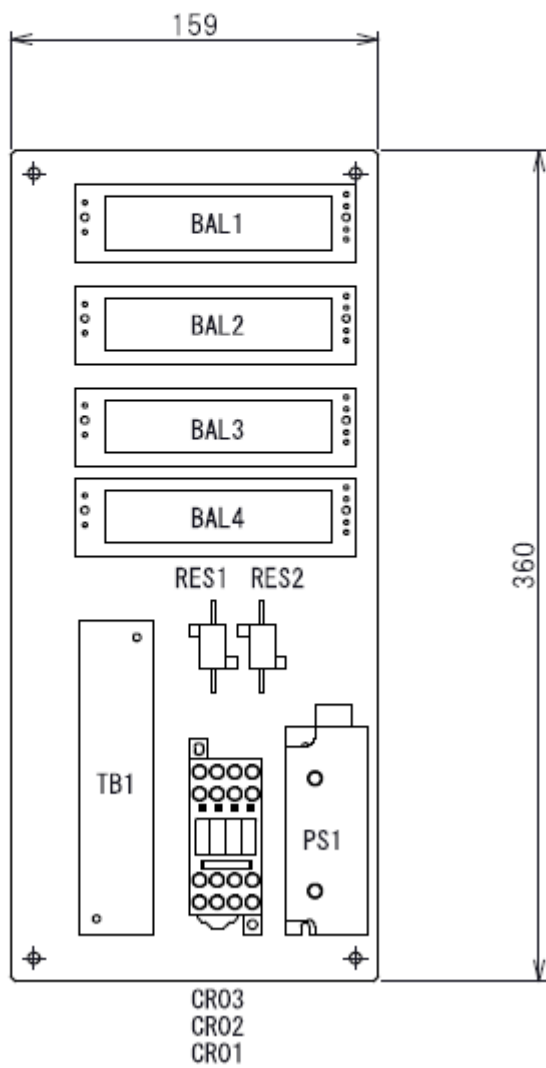 159
BAL1
BAL2
BAL3
BAL4
360
RES1 RES2
TB1
PS1
CR03
CR02
CR01